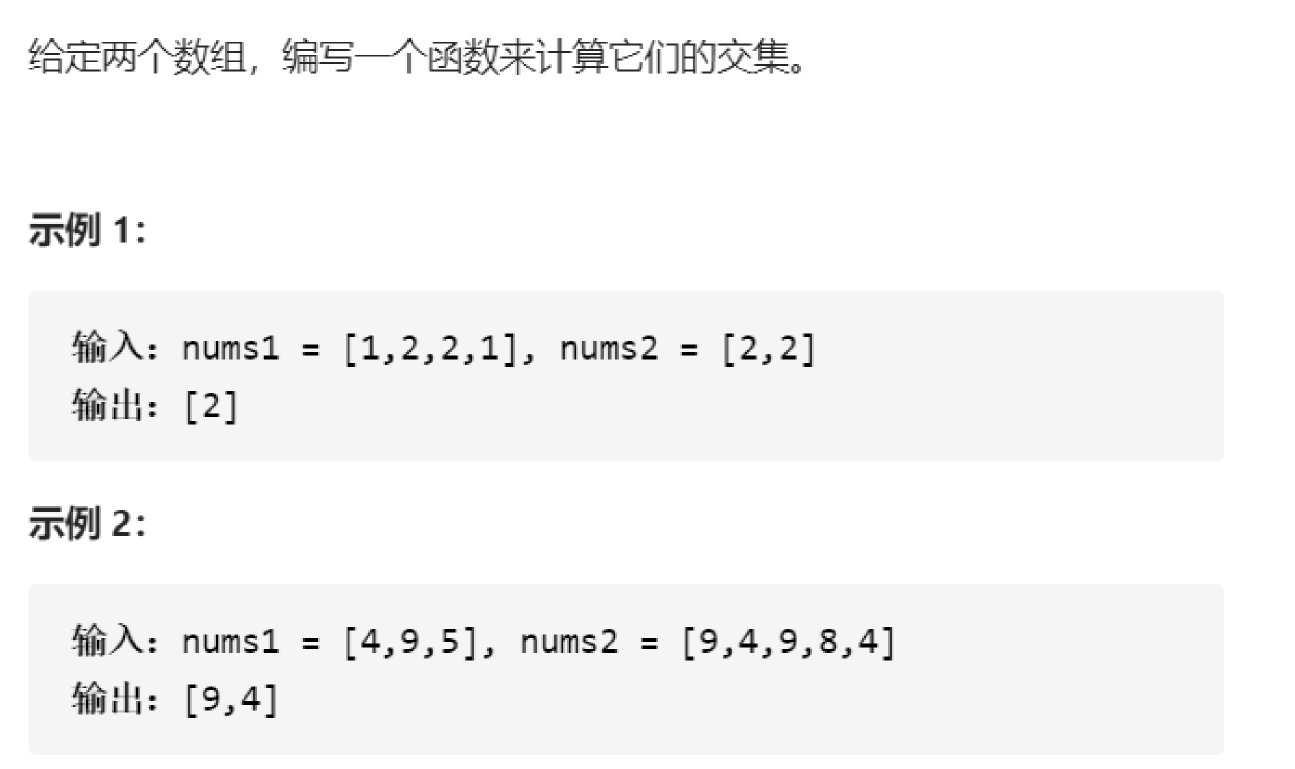 给定两个数组，编写一个函数来计算它们的交集。
示例 1：
输入：nums1 = [1,2,2,1], nums2 = [2,2]
输出：[2]
示例 2：
输入：nums1 = [4,9,5], nums2 = [9,4,9,8,4]
输出：[9,4]